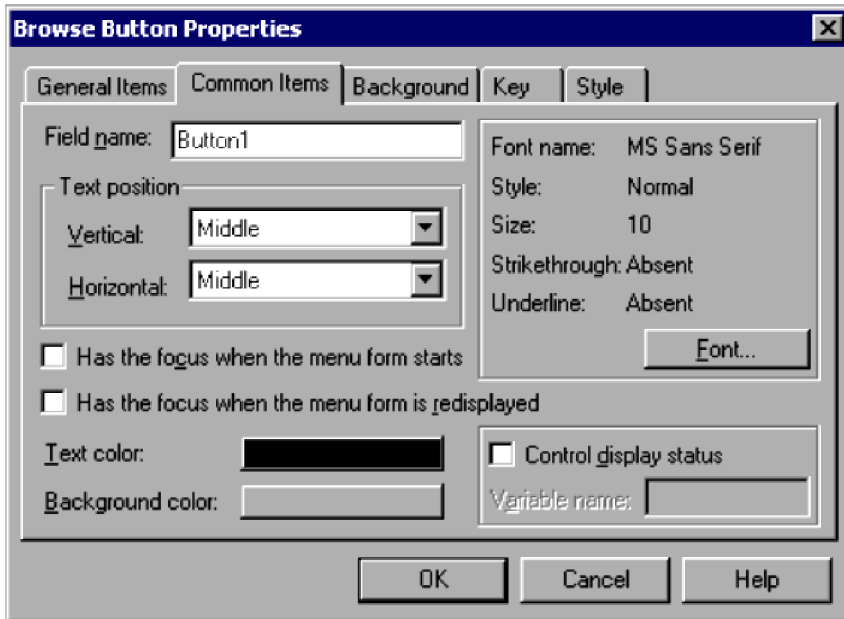 Browse Button Properties
General Items Common Items Background Key Style
Field name: Button1
Text position
Vertical: Middle
Horizontal: Middle
Has the focus when the menu form starts
Has the focus when the menu form is redisplayed
Text color:
Background color:
Font name: MS Sans Serif
Style: Normal
Size: 10
Strikethrough: Absent
Underline: Absent
Font...
Control display status
Variable name:
OK Cancel Help